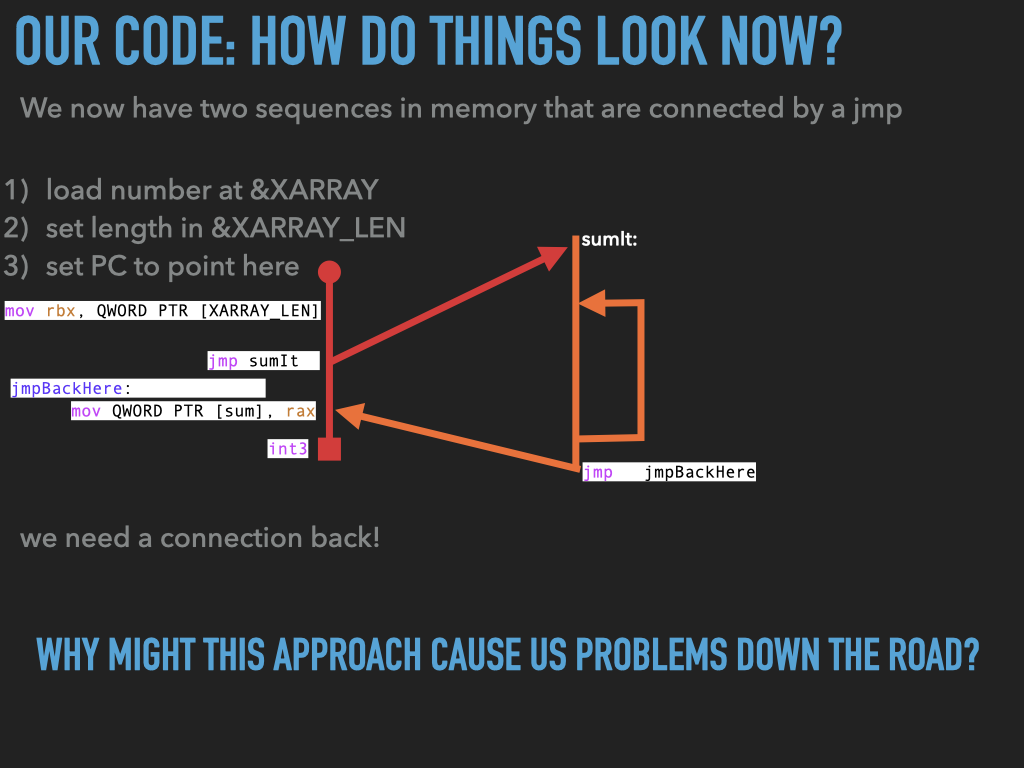 OUR CODE: HOW DO THINGS LOOK NOW?
We now have two sequences in memory that are connected by a jmp
1) load number at &XARRAY
2) set length in &XARRAY_LEN
3) set PC to point here
sumIt:
mov rbx, QWORD PTR [XARRAY_LEN]
jmp sumIt
jmpBackHere:
mov QWORD PTR [sum], rax
int3
jmp jmpBackHere
we need a connection back!
WHY MIGHT THIS APPROACH CAUSE US PROBLEMS DOWN THE ROAD?